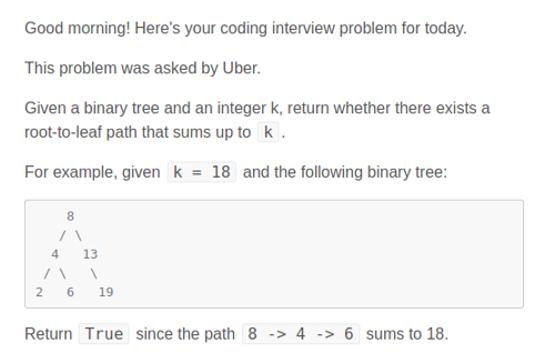 Good morning! Here's your coding interview problem for today.
This problem was asked by Uber.
Given a binary tree and an integer k, return whether there exists a
root-to-leaf path that sums up to k .
For example, given k = 18 and the following binary tree:
    8
   / \
  4   13
 / \   \
2   6   19
Return True since the path 8 -> 4 -> 6 sums to 18.